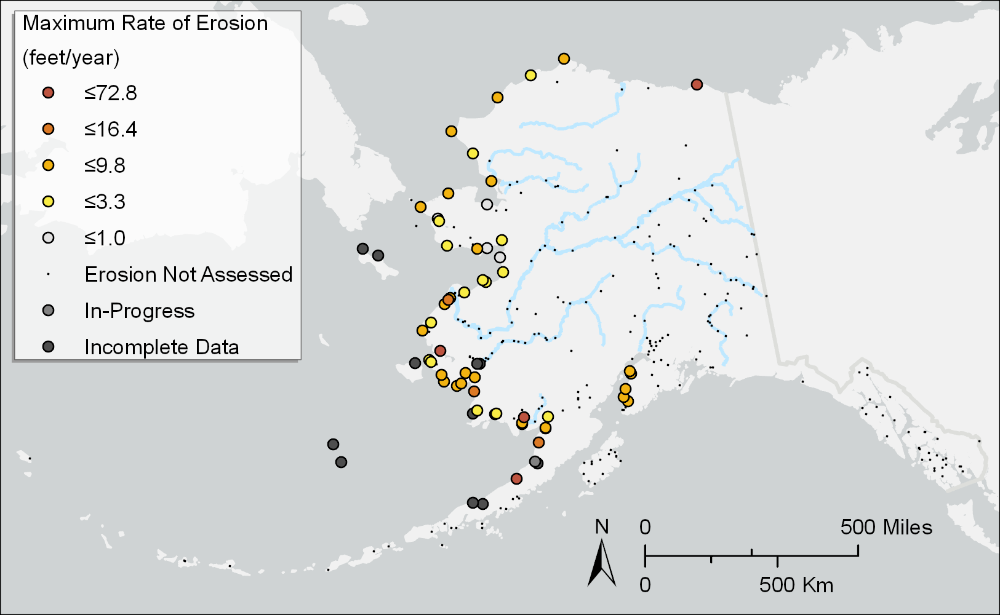 Maximum Rate of Erosion
(feet/year)
≤72.8
≤16.4
≤9.8
≤3.3
≤1.0
Erosion Not Assessed
In-Progress
Incomplete Data
N
0
500 Miles
0
500 Km